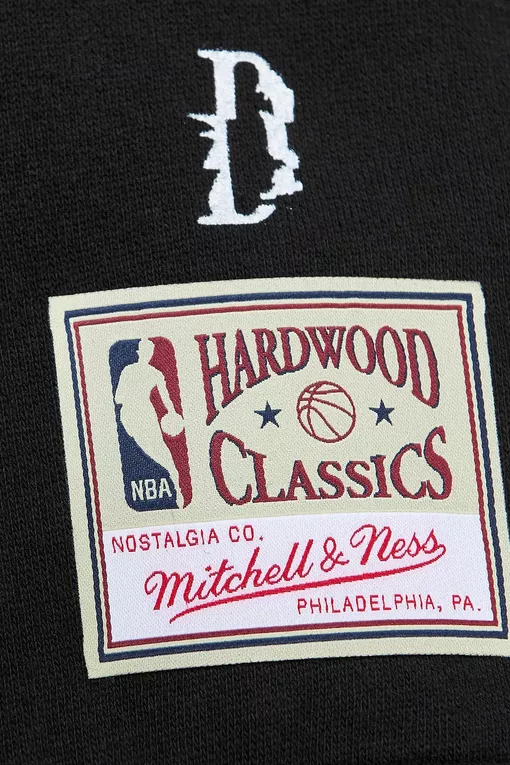 D
HARDWOOD
CLASSICS
NBA
NOSTALGIA CO.
Mitchell & Ness
PHILADELPHIA, PA.